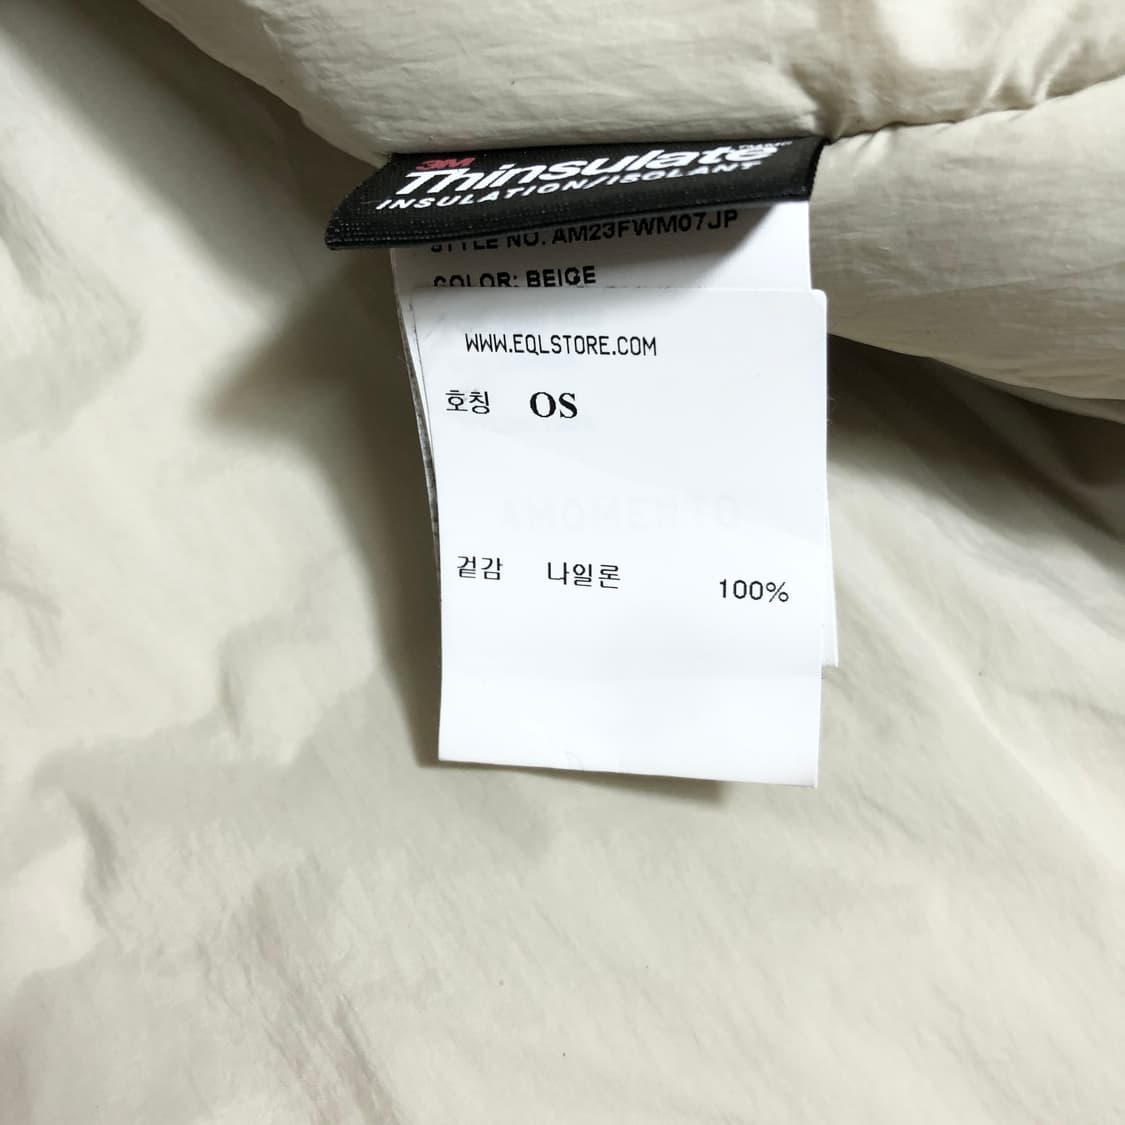 3M
Thinsulate
INSULATION/ISOLANT
STYLE NO. AM23FWM07JP
COLOR: BEIGE
WWW.EQLSTORE.COM
호칭 OS
AMOMENTO
겉감 나일론 100%